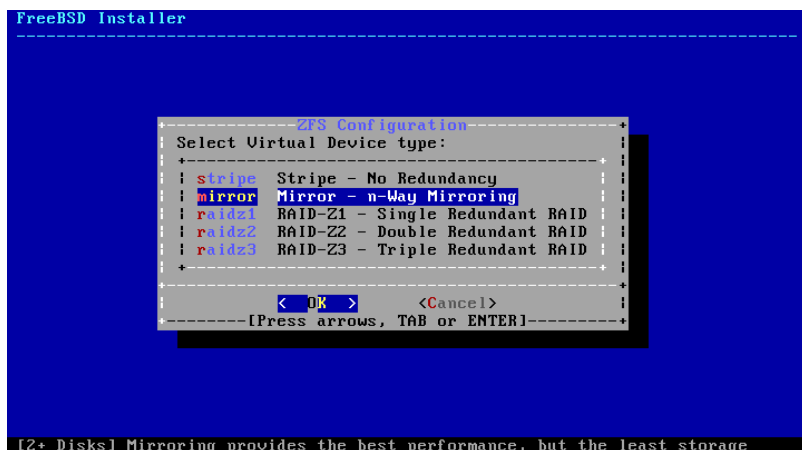 FreeBSD Installer
ZFS Configuration
Select Virtual Device type:
stripe Stripe - No Redundancy
mirror Mirror - n-Way Mirroring
raidz1 RAID-Z1 - Single Redundant RAID
raidz2 RAID-Z2 - Double Redundant RAID
raidz3 RAID-Z3 - Triple Redundant RAID
< OK > <Cancel>
[Press arrows, TAB or ENTER]
[2+ Disks] Mirroring provides the best performance, but the least storage